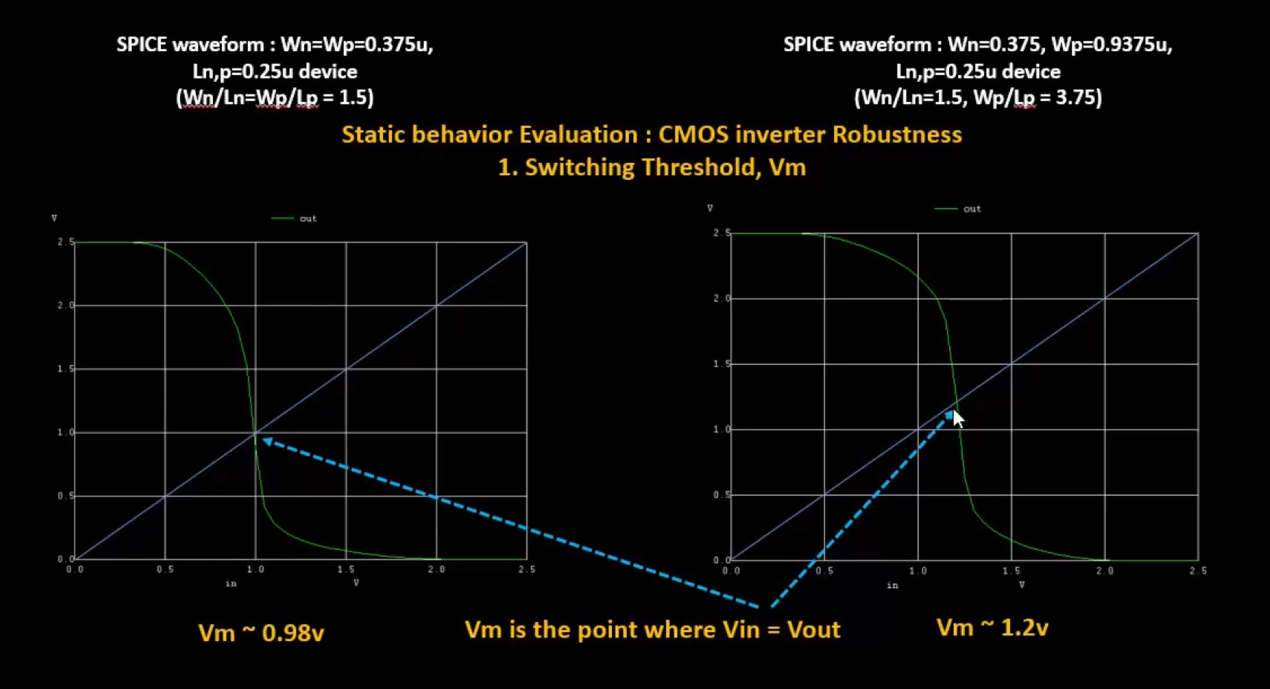 SPICE waveform : Wn=Wp=0.375u,
Ln,p=0.25u device
(Wn/Ln=Wp/Lp = 1.5)
SPICE waveform : Wn=0.375, Wp=0.9375u,
Ln,p=0.25u device
(Wn/Ln=1.5, Wp/Lp = 3.75)
Static behavior Evaluation : CMOS inverter Robustness
1. Switching Threshold, Vm
V
out
2.5
2.0
1.5
1.0
0.5
0.0
0.0 0.5 1.0 1.5 2.0 2.5
in V
V
out
2.5
2.0
1.5
1.0
0.5
0.0
0.0 0.5 1.0 1.5 2.0 2.5
in V
Vm ~ 0.98v
Vm is the point where Vin = Vout
Vm ~ 1.2v